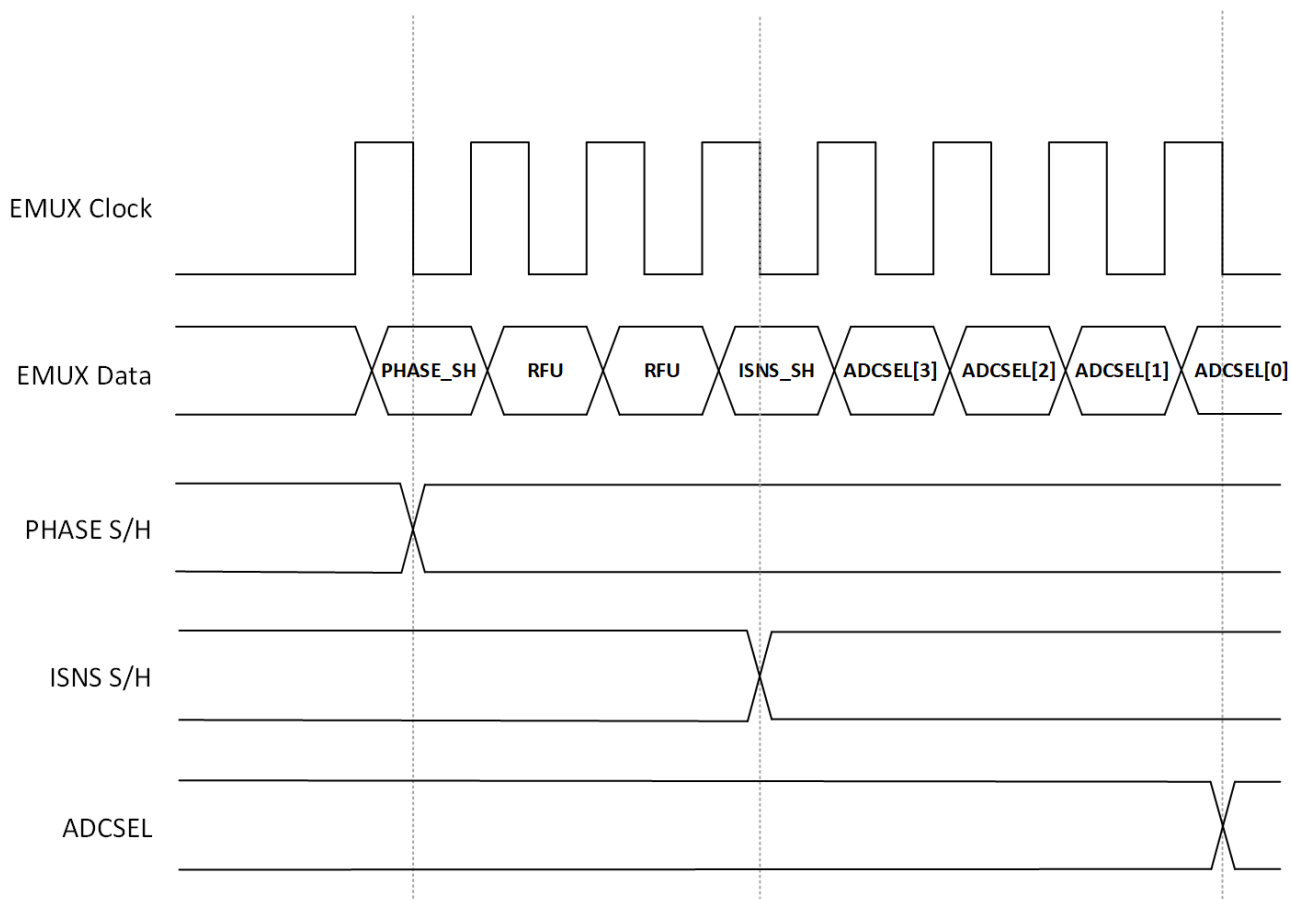 EMUX Clock
EMUX Data
PHASE_SH
RFU
RFU
ISNS_SH
ADCSEL[3]
ADCSEL[2]
ADCSEL[1]
ADCSEL[0]
PHASE S/H
ISNS S/H
ADCSEL